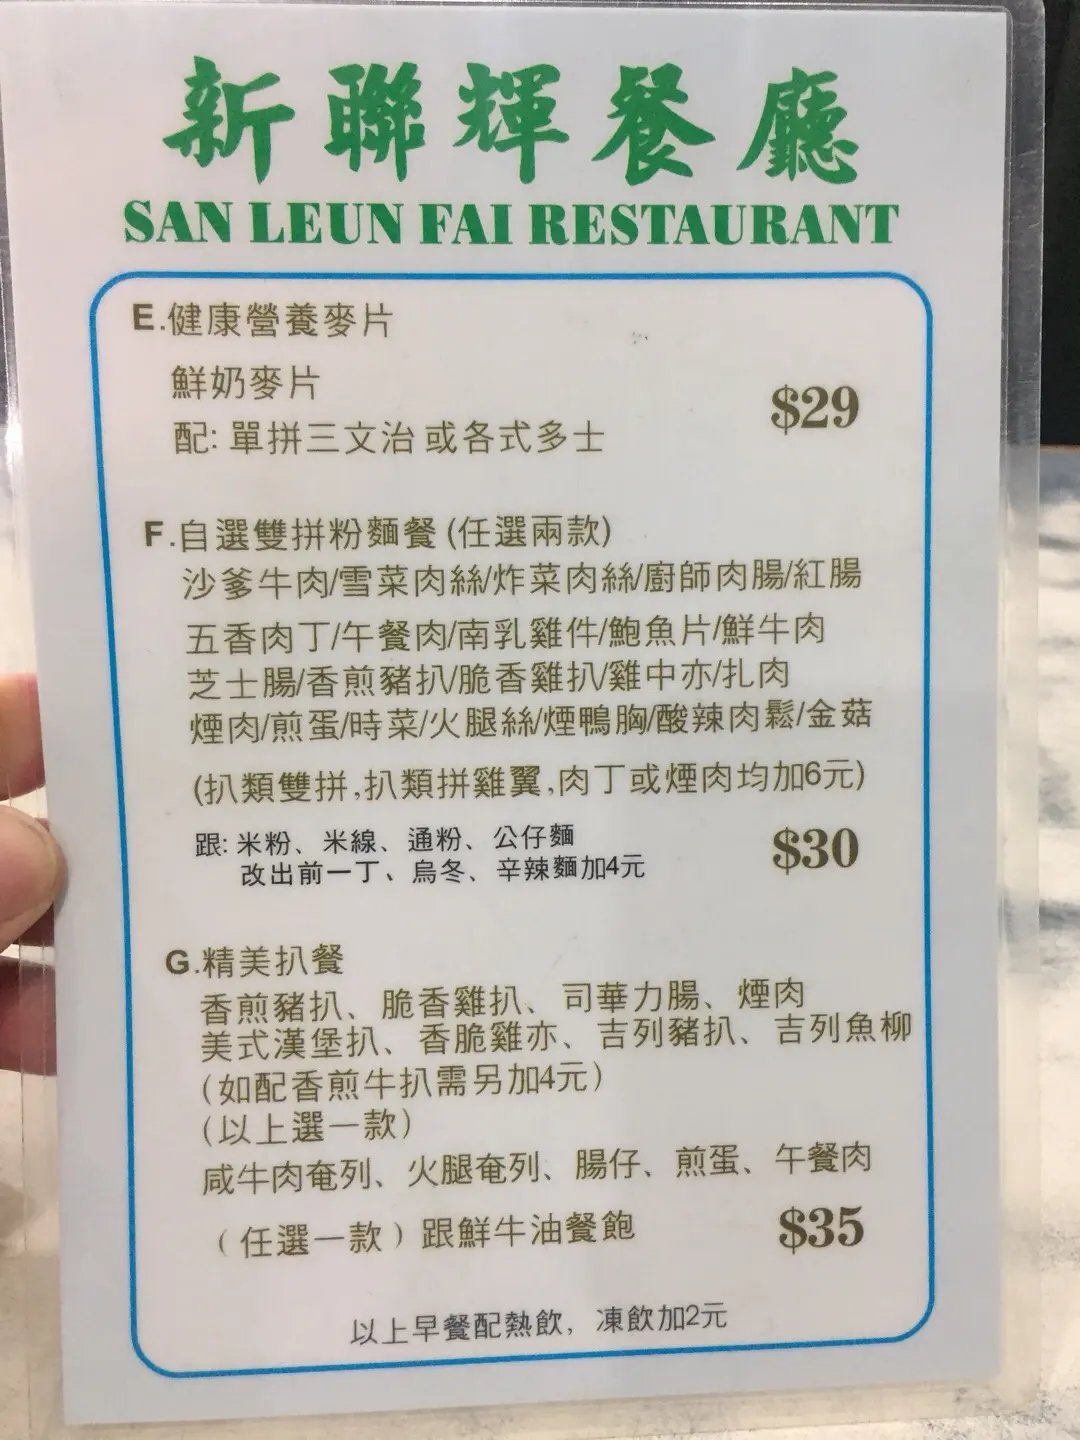 新聯輝餐廳
SAN LEUN FAI RESTAURANT
E.健康營養麥片
鮮奶麥片
$29
配: 單拼三文治 或各式多士
F.自選雙拼粉麵餐 (任選兩款)
沙爹牛肉/雪菜肉絲/炸菜肉絲/廚師肉腸/紅腸
五香肉丁/午餐肉/南乳雞件/鮑魚片/鮮牛肉
芝士腸/香煎豬扒/脆香雞扒/雞中亦/扎肉
煙肉/煎蛋/時菜/火腿絲/煙鴨胸/酸辣肉鬆/金菇
(扒類雙拼,扒類拼雞翼,肉丁或煙肉均加6元)
跟: 米粉、米線、通粉、公仔麵
$30
改出前一丁、烏冬、辛辣麵加4元
G.精美扒餐
香煎豬扒、脆香雞扒、司華力腸、煙肉
美式漢堡扒、香脆雞亦、吉列豬扒、吉列魚柳
(如配香煎牛扒需另加4元)
(以上選一款)
咸牛肉奄列、火腿奄列、腸仔、煎蛋、午餐肉
(任選一款) 跟鮮牛油餐飽
$35
以上早餐配熱飲, 凍飲加2元